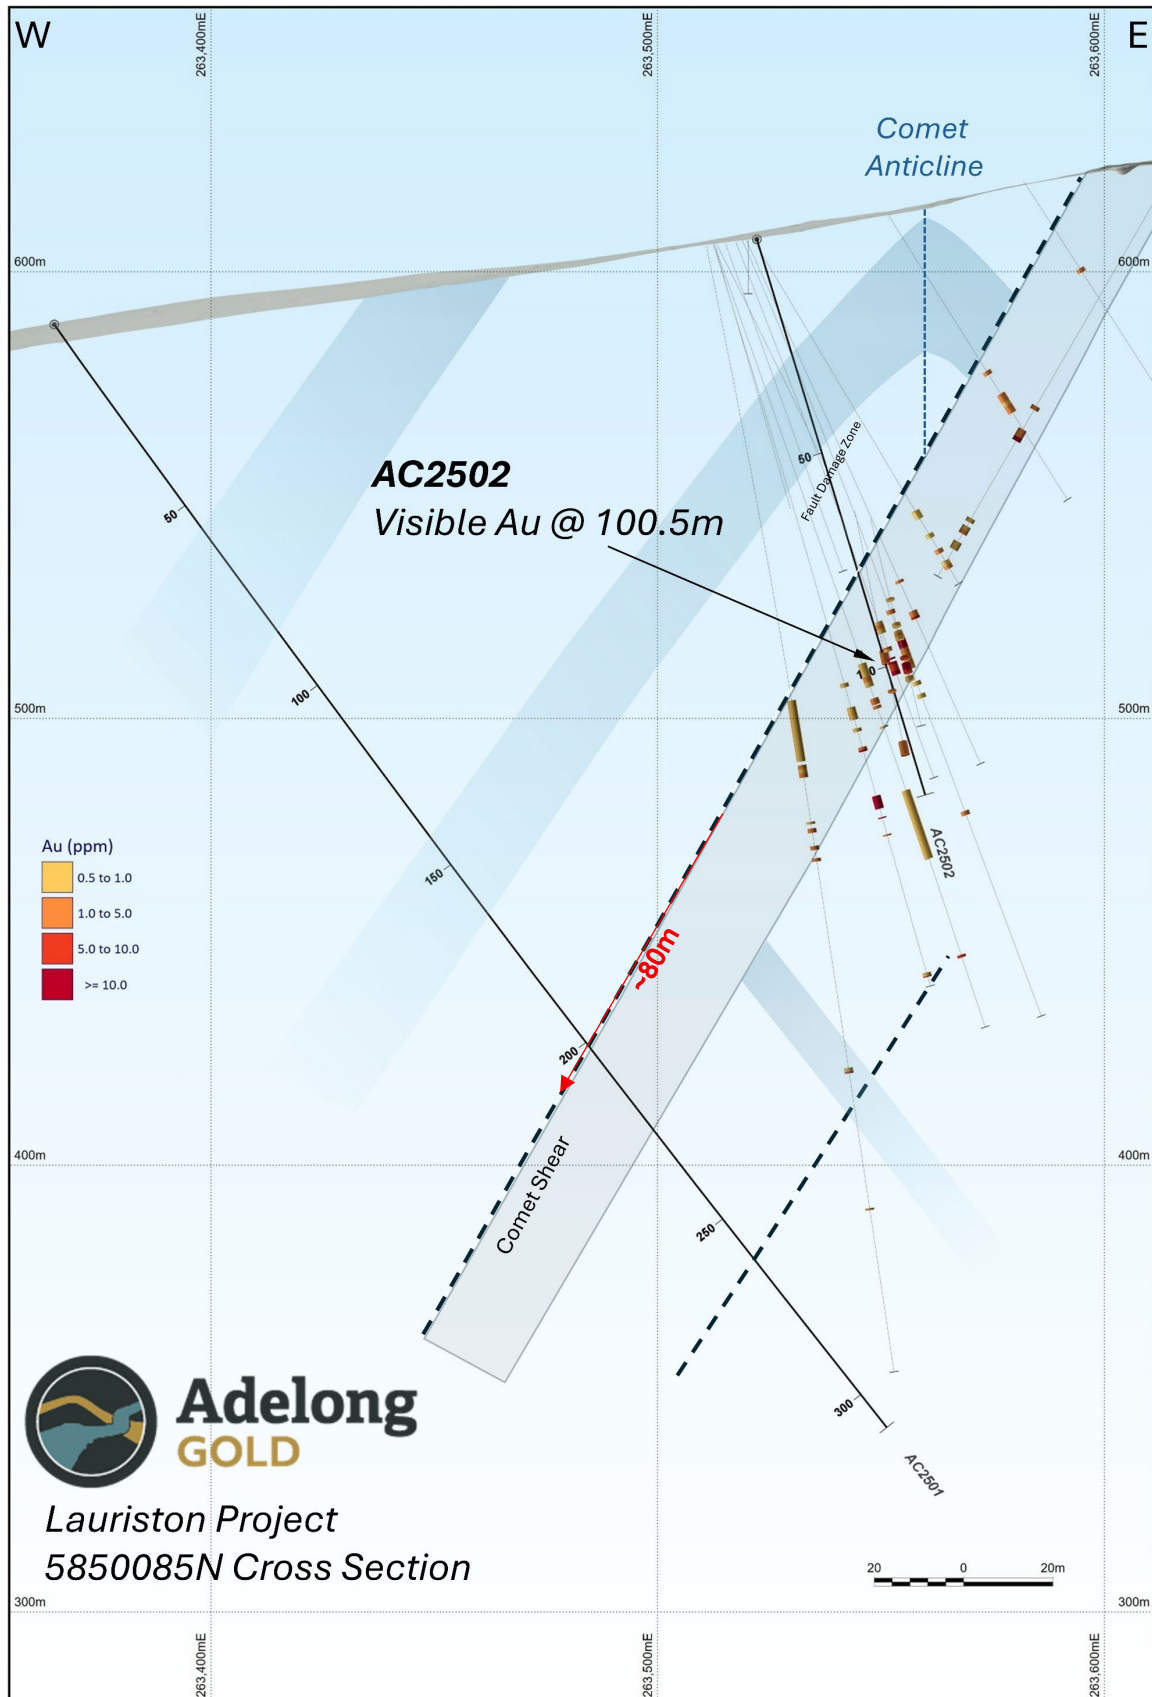 W
E
263,400mE
263,500mE
263,600mE
Comet
Anticline
600m
600m
50
Fault Damage Zone
AC2502
Visible Au @ 100.5m
50
100
100
500m
500m
AC2502
Au (ppm)
0.5 to 1.0
1.0 to 5.0
5.0 to 10.0
>= 10.0
150
~80m
200
400m
400m
Comet Shear
250
300
AC2501
Adelong
GOLD
Lauriston Project
5850085N Cross Section
20
0
20m
300m
300m
263,400mE
263,500mE
263,600mE